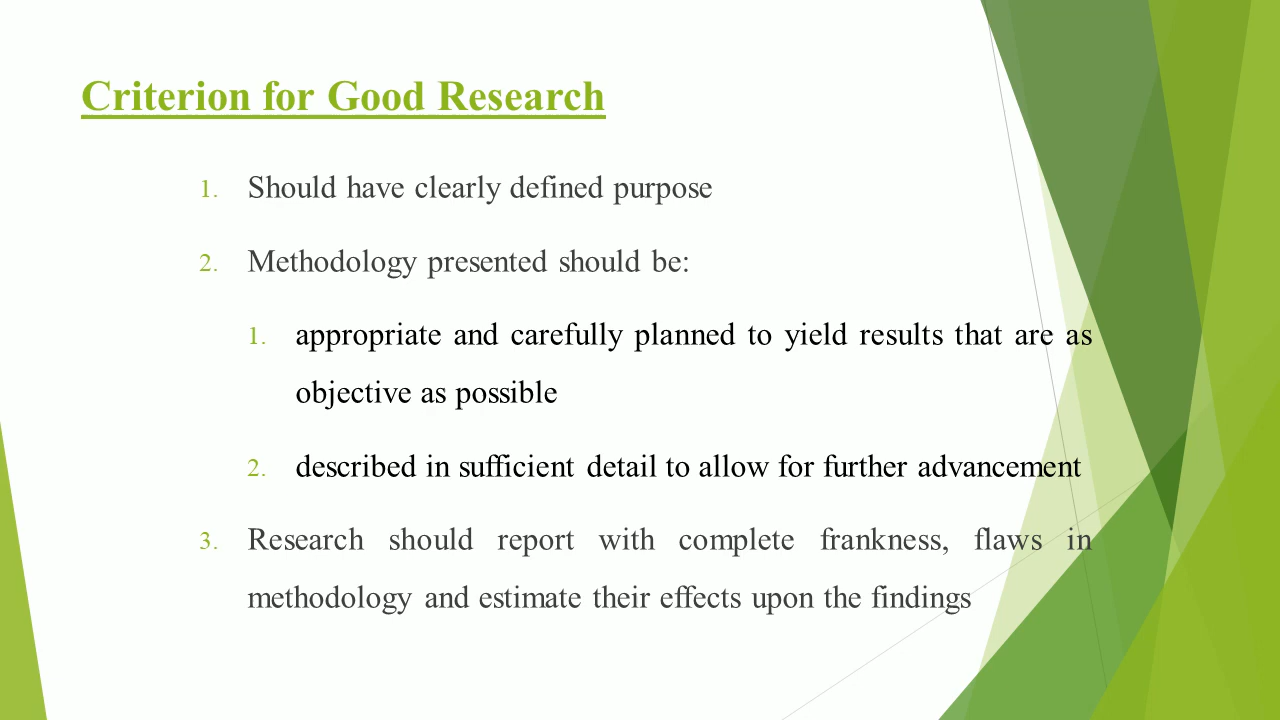 Criterion for Good Research
1. Should have clearly defined purpose
2. Methodology presented should be:
1. appropriate and carefully planned to yield results that are as
objective as possible
2. described in sufficient detail to allow for further advancement
3. Research should report with complete frankness, flaws in
methodology and estimate their effects upon the findings